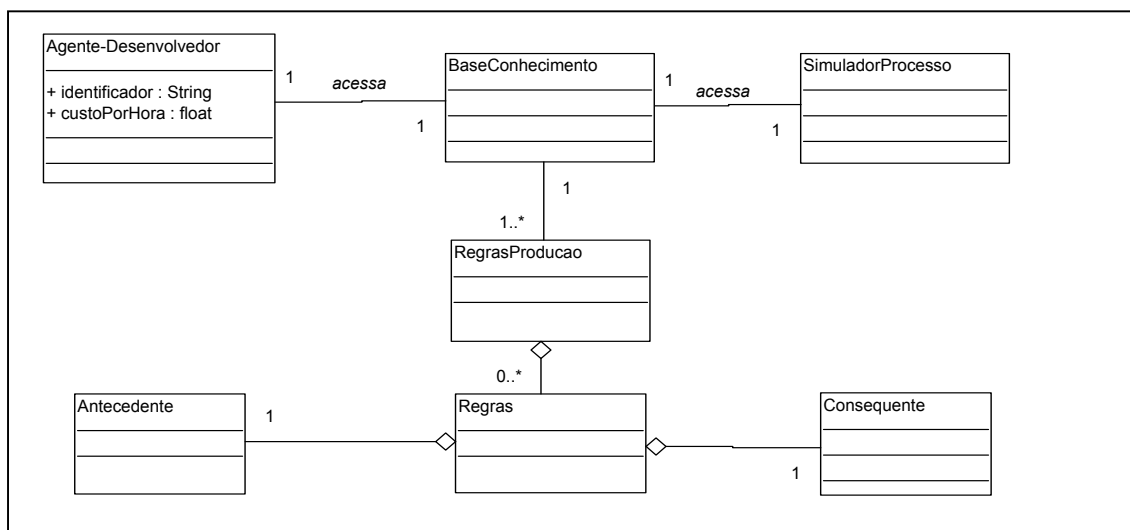 Agente-Desenvolvedor
+ identificador : String
+ custoPorHora : float
1
acessa
1
BaseConhecimento
1
acessa
1
SimuladorProcesso
1
1..*
RegrasProducao
0..*
Antecedente
1
Regras
Consequente
1